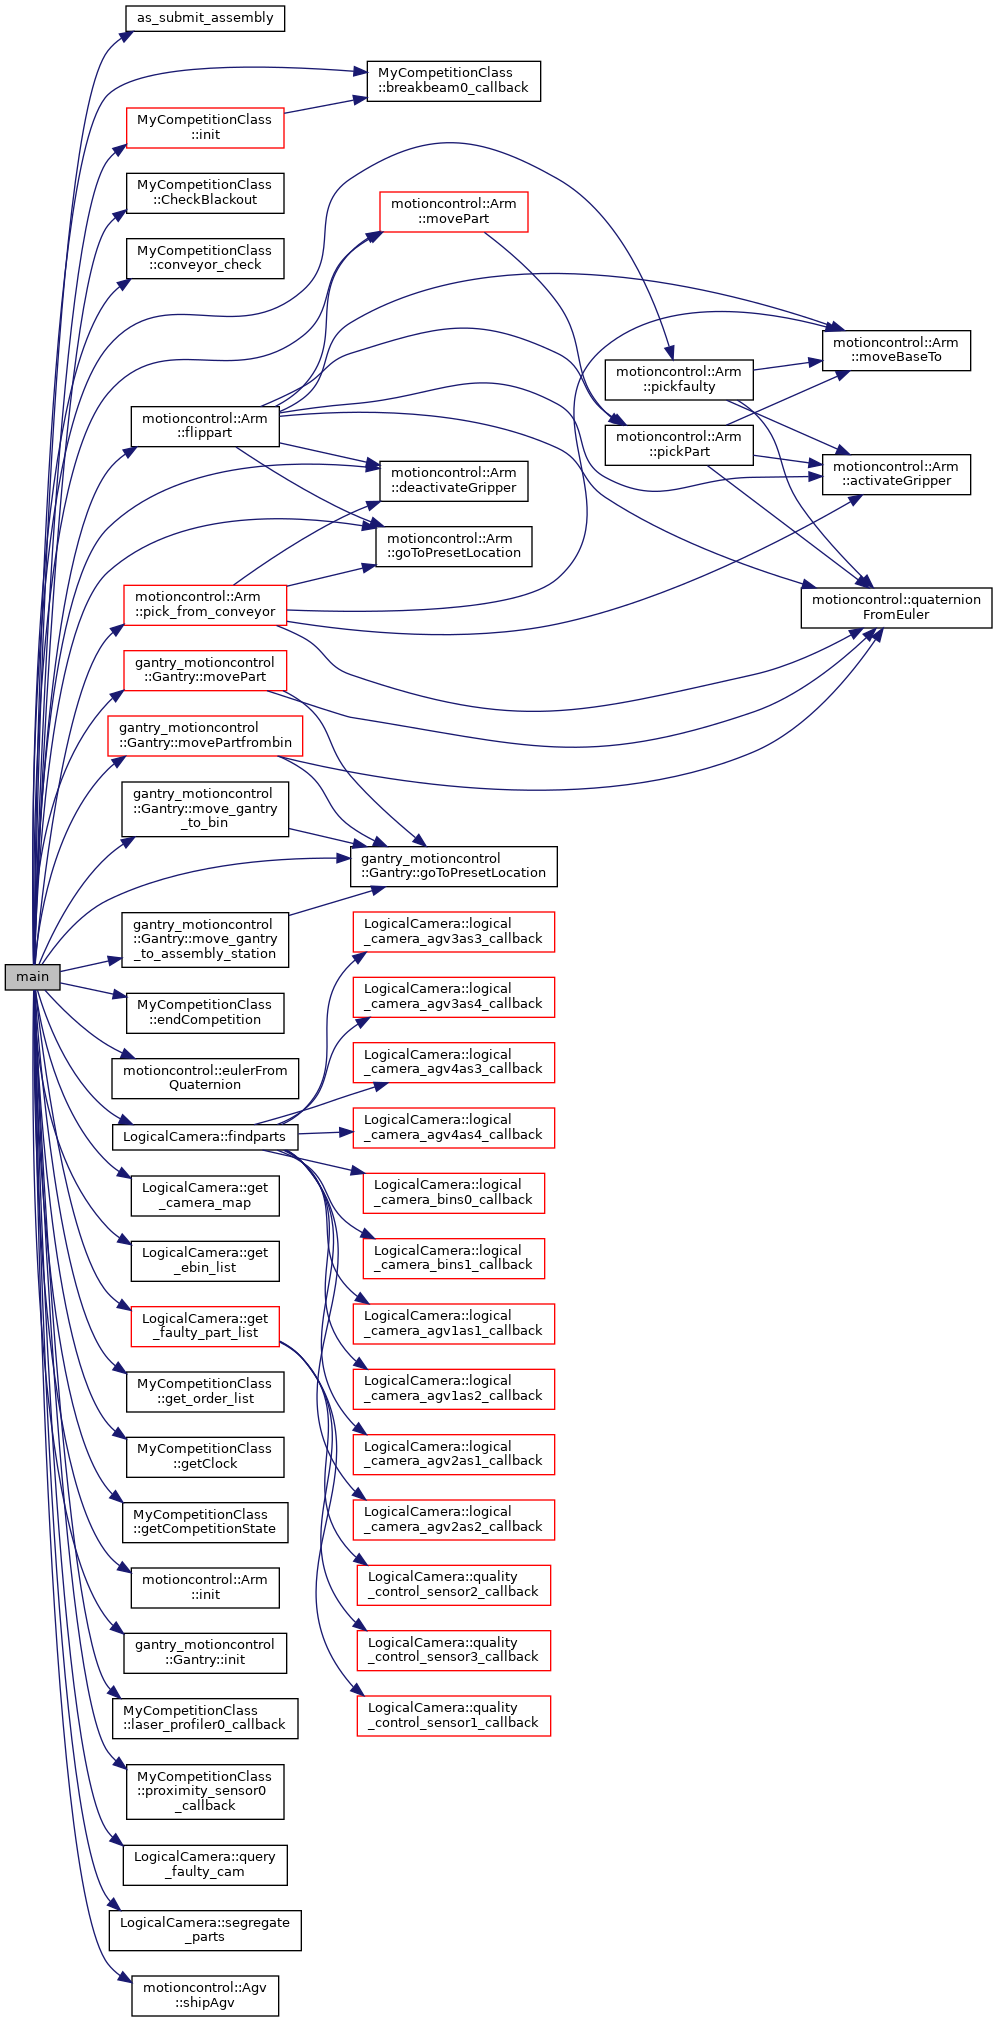 as_submit_assembly
MyCompetitionClass
::breakbeam0_callback
MyCompetitionClass
::init
MyCompetitionClass
::CheckBlackout
MyCompetitionClass
::conveyor_check
motioncontrol::Arm
::movePart
motioncontrol::Arm
::moveBaseTo
motioncontrol::Arm
::pickfaulty
motioncontrol::Arm
::flippart
motioncontrol::Arm
::pickPart
motioncontrol::Arm
::activateGripper
motioncontrol::Arm
::deactivateGripper
motioncontrol::Arm
::goToPresetLocation
motioncontrol::Arm
::pick_from_conveyor
motioncontrol::quaternion
FromEuler
gantry_motioncontrol
::Gantry::movePart
gantry_motioncontrol
::Gantry::movePartfrombin
gantry_motioncontrol
::Gantry::move_gantry
_to_bin
gantry_motioncontrol
::Gantry::goToPresetLocation
gantry_motioncontrol
::Gantry::move_gantry
_to_assembly_station
LogicalCamera::logical
_camera_agv3as3_callback
main
LogicalCamera::logical
_camera_agv3as4_callback
MyCompetitionClass
::endCompetition
LogicalCamera::logical
_camera_agv4as3_callback
motioncontrol::eulerFrom
Quaternion
LogicalCamera::logical
_camera_agv4as4_callback
LogicalCamera::findparts
LogicalCamera::logical
_camera_bins0_callback
LogicalCamera::get
_camera_map
LogicalCamera::logical
_camera_bins1_callback
LogicalCamera::get
_ebin_list
LogicalCamera::logical
_camera_agv1as1_callback
LogicalCamera::get
_faulty_part_list
LogicalCamera::logical
_camera_agv1as2_callback
MyCompetitionClass
::get_order_list
LogicalCamera::logical
_camera_agv2as1_callback
MyCompetitionClass
::getClock
LogicalCamera::logical
_camera_agv2as2_callback
MyCompetitionClass
::getCompetitionState
LogicalCamera::quality
_control_sensor2_callback
motioncontrol::Arm
::init
LogicalCamera::quality
_control_sensor3_callback
gantry_motioncontrol
::Gantry::init
LogicalCamera::quality
_control_sensor1_callback
MyCompetitionClass
::laser_profiler0_callback
MyCompetitionClass
::proximity_sensor0
_callback
LogicalCamera::query
_faulty_cam
LogicalCamera::segregate
_parts
motioncontrol::Agv
::shipAgv